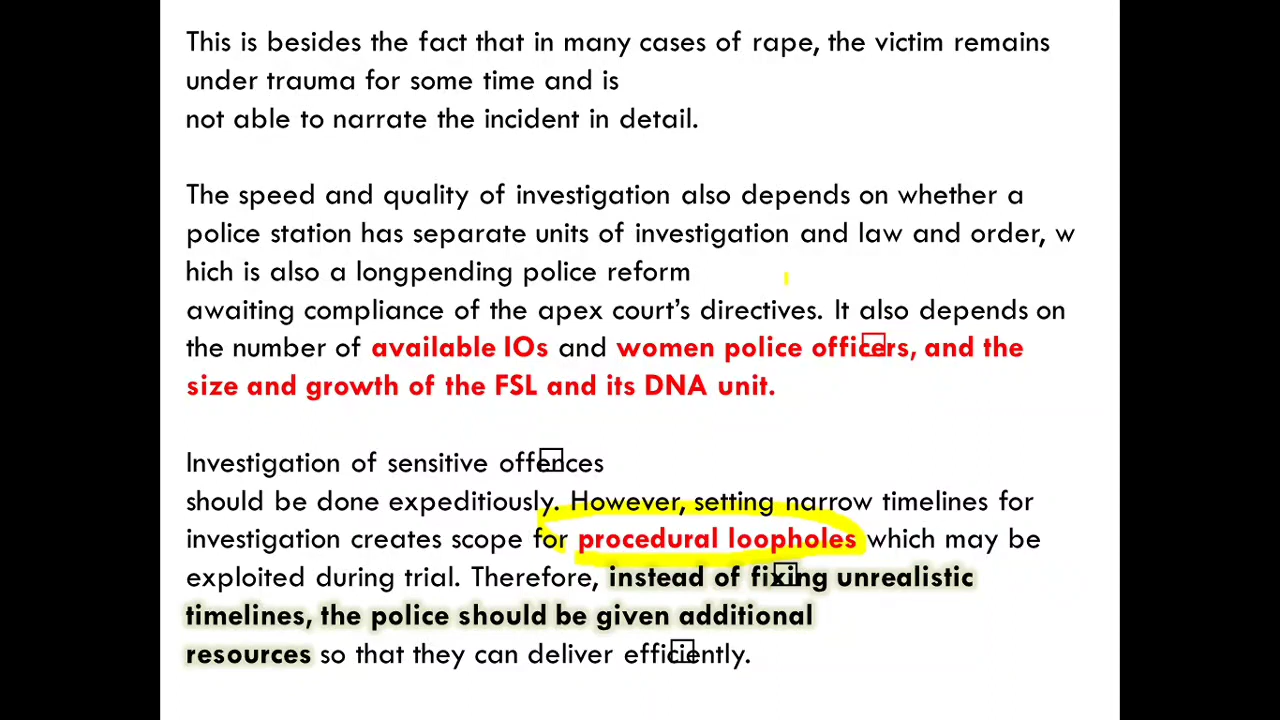 This is besides the fact that in many cases of rape, the victim remains
under trauma for some time and is
not able to narrate the incident in detail.
The speed and quality of investigation also depends on whether a
police station has separate units of investigation and law and order, w
hich is also a longpending police reform
awaiting compliance of the apex court's directives. It also depends on
the number of available IOs and women police officers, and the
size and growth of the FSL and its DNA unit.
Investigation of sensitive offences
should be done expeditiously. However, setting narrow timelines for
investigation creates scope for procedural loopholes which may be
exploited during trial. Therefore, instead of fixing unrealistic
timelines, the police should be given additional
resources so that they can deliver efficiently.